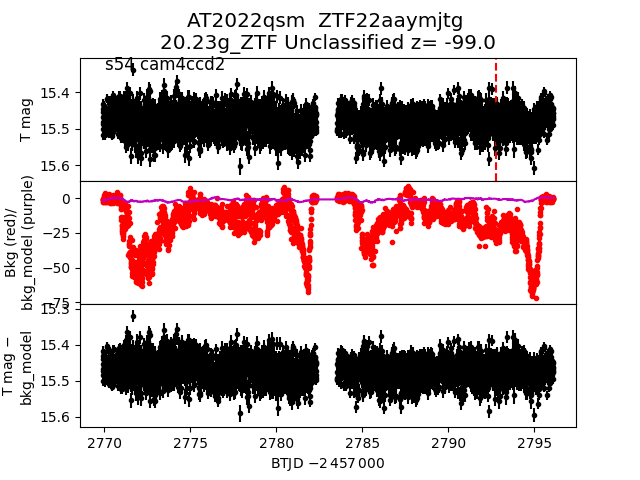 AT2022qsm  ZTF22aaymjtg
20.23g_ZTF Unclassified z= -99.0
s54 cam4ccd2
T mag
15.4
15.5
15.6
Bkg (red)/
bkg_model (purple)
0
−25
−50
−75
T mag −
bkg_model
15.3
15.4
15.5
15.6
2770 2775 2780 2785 2790 2795
BTJD −2 457 000